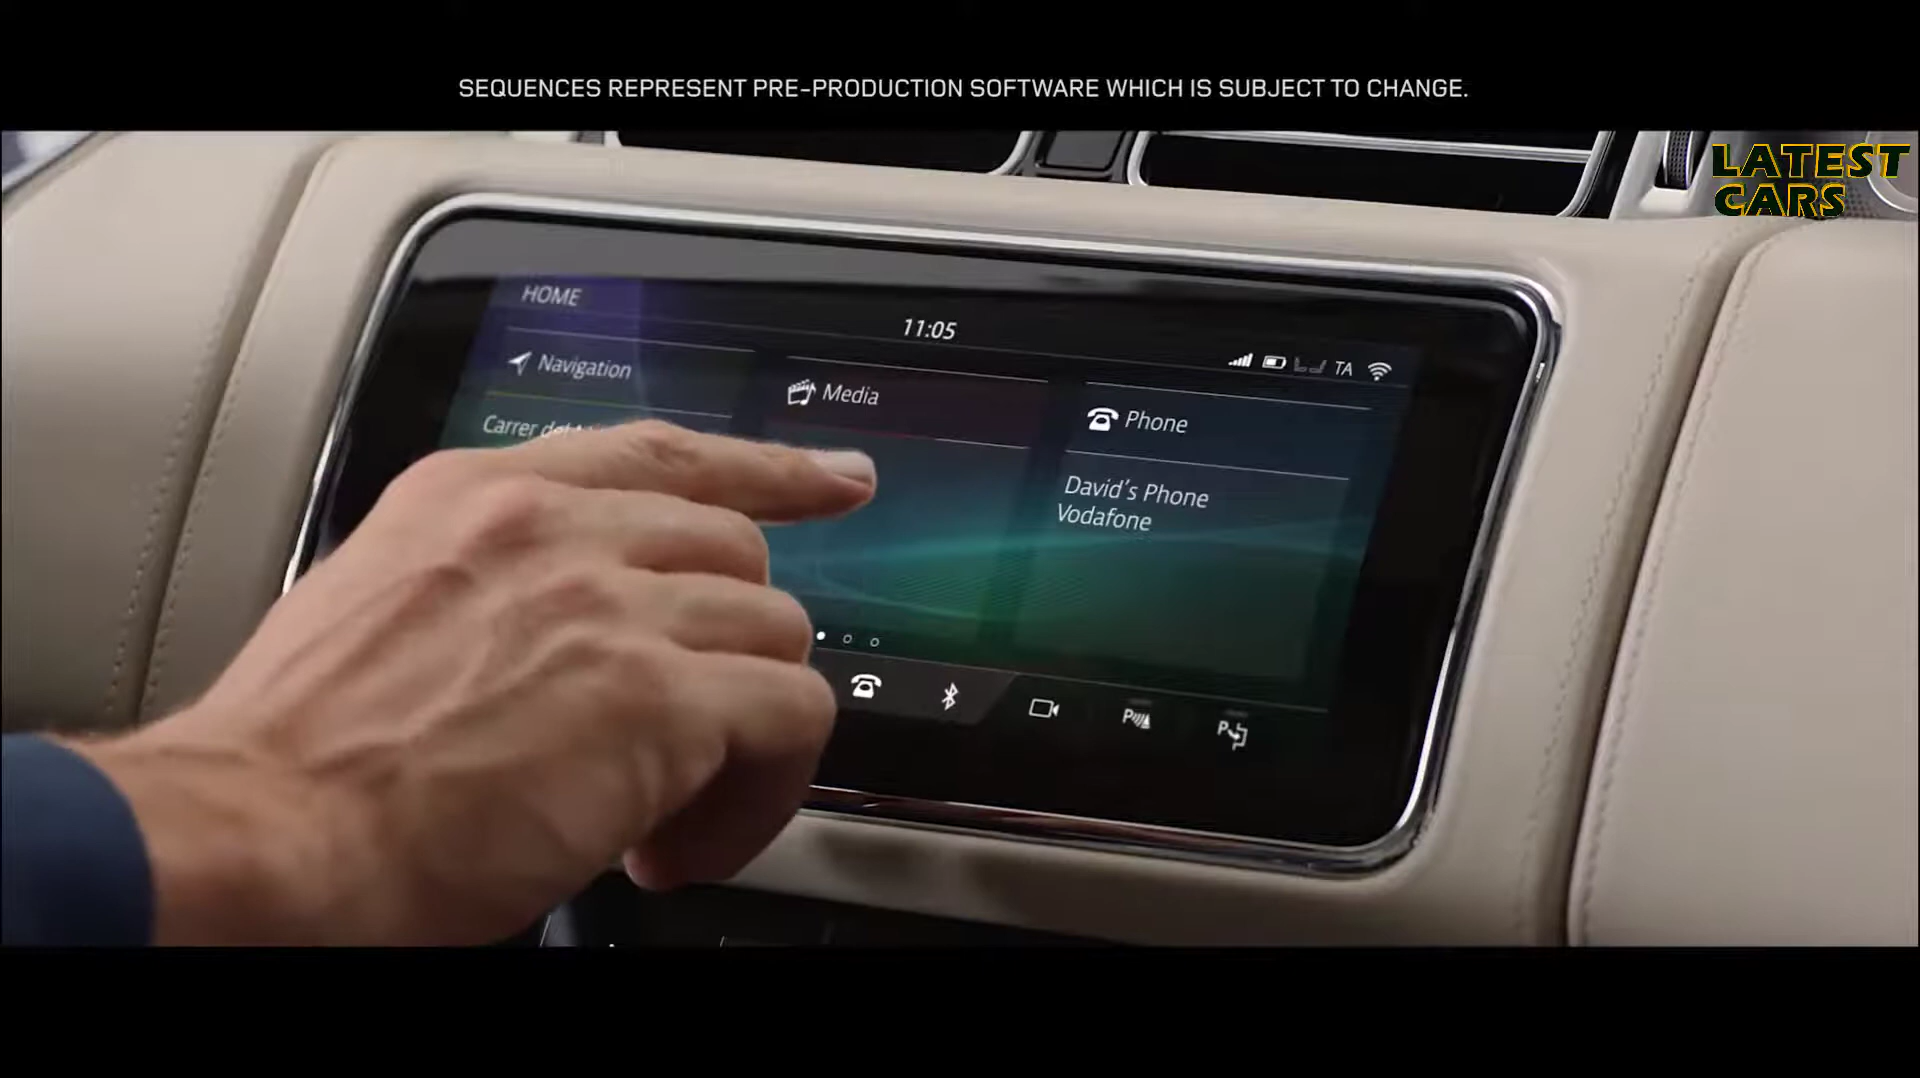 SEQUENCES REPRESENT PRE-PRODUCTION SOFTWARE WHICH IS SUBJECT TO CHANGE.
LATEST
CARS
HOME
11:05
TA
Navigation
Media
Phone
Carrer
David's Phone
Vodafone